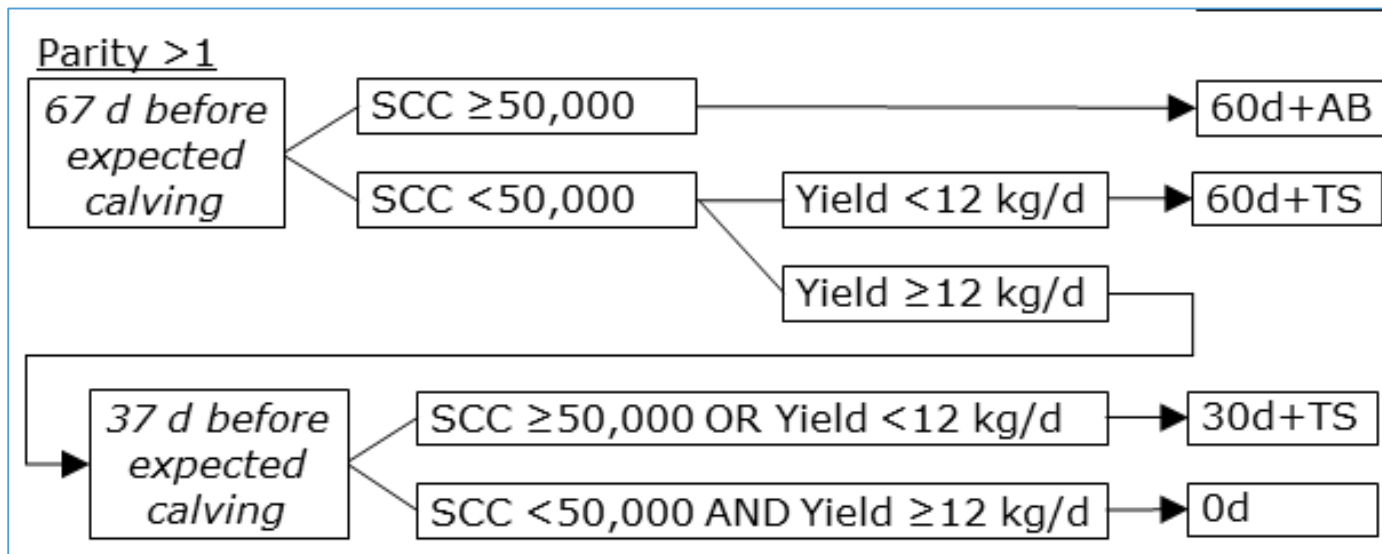 Parity >1
67 d before
expected
calving
SCC ≥50,000
60d+AB
SCC <50,000
Yield <12 kg/d
60d+TS
Yield ≥12 kg/d
37 d before
expected
calving
SCC ≥50,000 OR Yield <12 kg/d
30d+TS
SCC <50,000 AND Yield ≥12 kg/d
0d